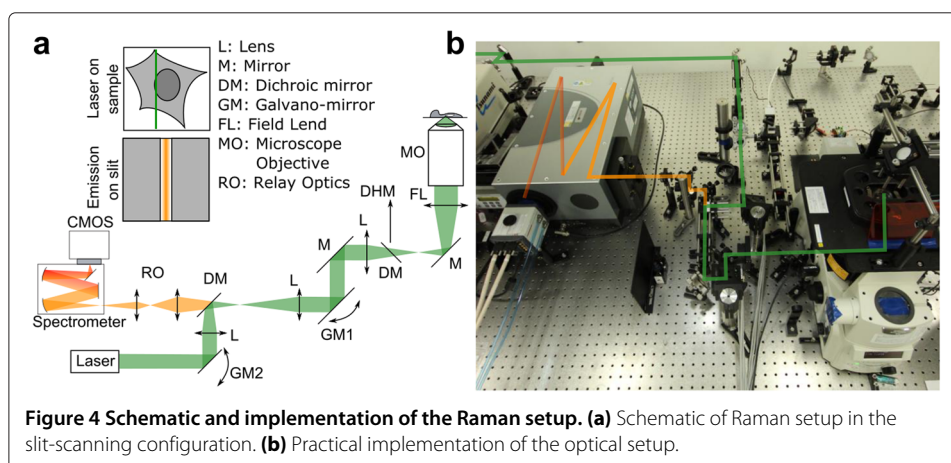 a
Laser on
sample
Emission
on slit
L: Lens
M: Mirror
DM: Dichroic mirror
GM: Galvano-mirror
FL: Field Lend
MO: Microscope
Objective
RO: Relay Optics
MO
FL
DHM
L
M
DM
M
CMOS
RO
DM
L
Spectrometer
GM1
L
Laser
GM2
b
Figure 4 Schematic and implementation of the Raman setup. (a) Schematic of Raman setup in the
slit-scanning configuration. (b) Practical implementation of the optical setup.